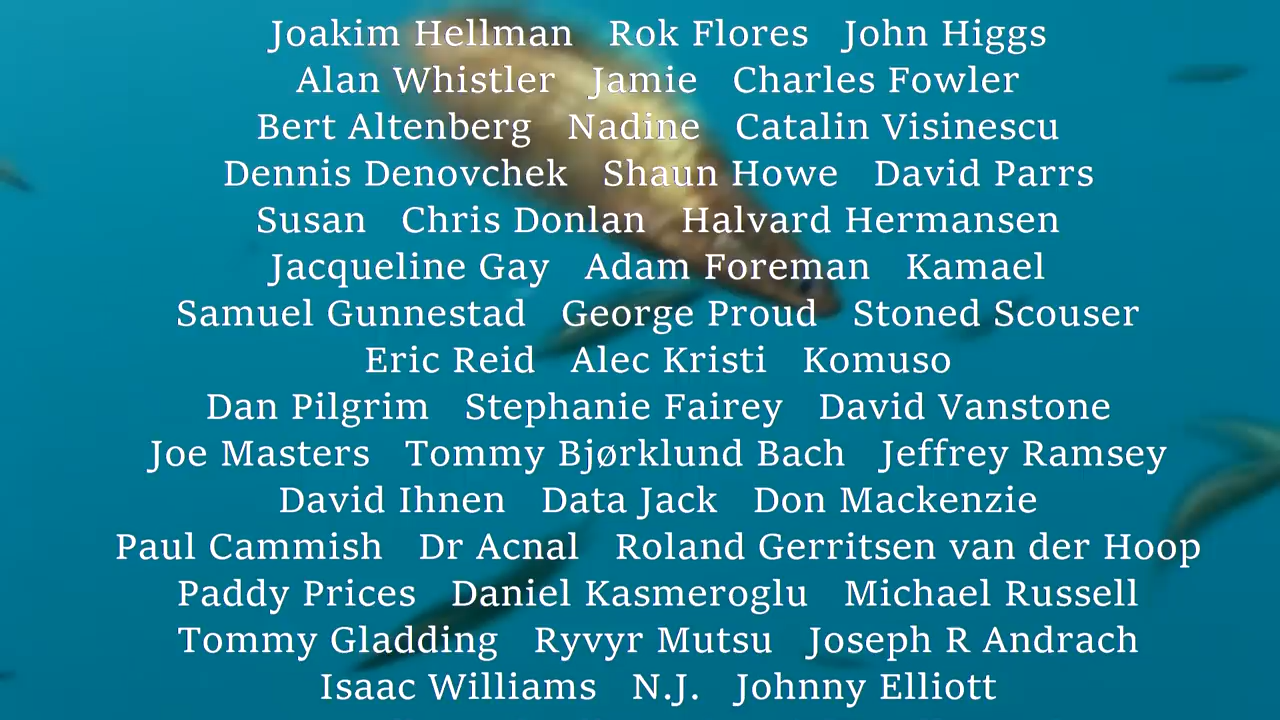 Joakim Hellman Rok Flores John Higgs
Alan Whistler Jamie Charles Fowler
Bert Altenberg Nadine Catalin Visinescu
Dennis Denovchek Shaun Howe David Parrs
Susan Chris Donlan Halvard Hermansen
Jacqueline Gay Adam Foreman Kamael
Samuel Gunnestad George Proud Stoned Scouser
Eric Reid Alec Kristi Komuso
Dan Pilgrim Stephanie Fairey David Vanstone
Joe Masters Tommy Bjørklund Bach Jeffrey Ramsey
David Ihnen Data Jack Don Mackenzie
Paul Cammish Dr Acnal Roland Gerritsen van der Hoop
Paddy Prices Daniel Kasmeroglu Michael Russell
Tommy Gladding Ryvyr Mutsu Joseph R Andrach
Isaac Williams N.J. Johnny Elliott